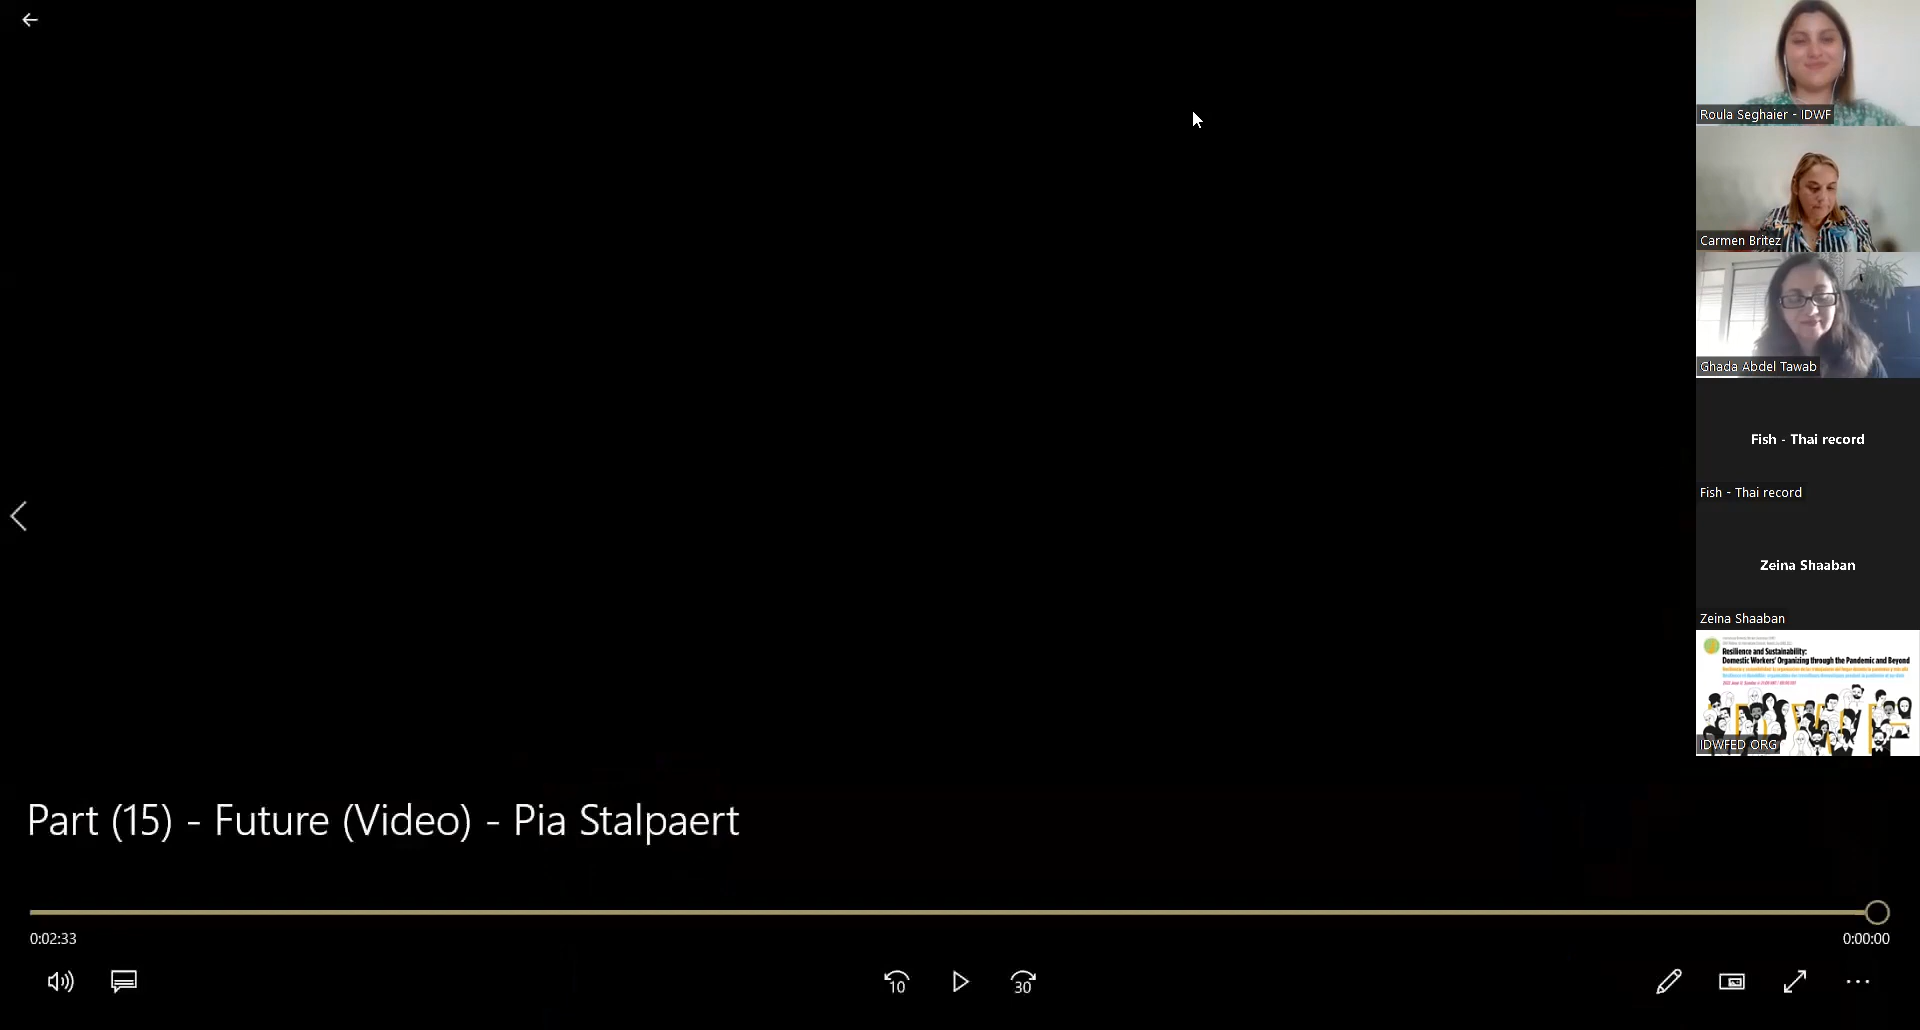 Roula Seghaier - IDWF
Carmen Britez
Ghada Abdel Tawab
Fish - Thai record
Fish - Thai record
Zeina Shaaban
Zeina Shaaban
Resilience and Sustainability:
Domestic Workers' Organizing through the Pandemic and Beyond
IDWFED ORG
Part (15) - Future (Video) - Pia Stalpaert
0:02:33
0:00:00
10
30